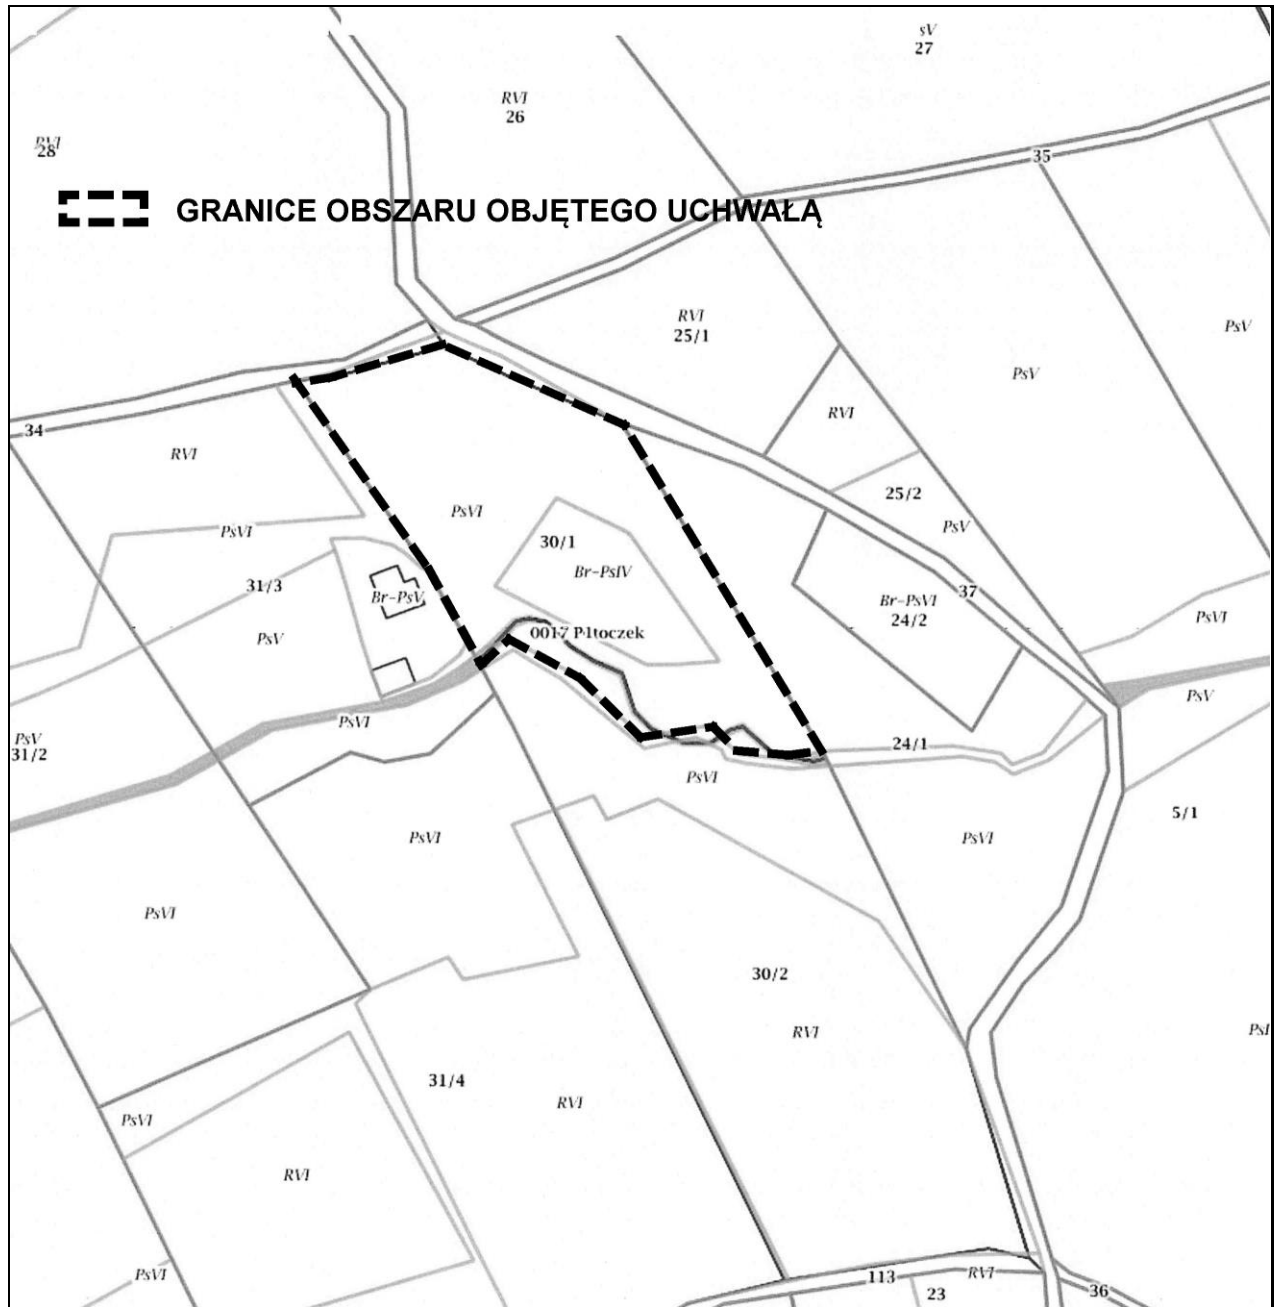 sV
27
RVI
26
28
35
GRANICE OBSZARU OBJĘTEGO UCHWAŁĄ
RVI
25/1
PsV
PsV
RVI
34
RVI
25/2
PsV
PsVI
PsVI
30/1
Br-PsIV
31/3
Br-PsV
37
Br-PsVI
24/2
PsVI
PsV
0017
PsV
PsVI
PsV
31/2
24/1
PsVI
5/1
PsVI
PsVI
PsVI
30/2
RVI
PsI
31/4
RVI
PsVI
RVI
PsVI
113
RVI
23
36